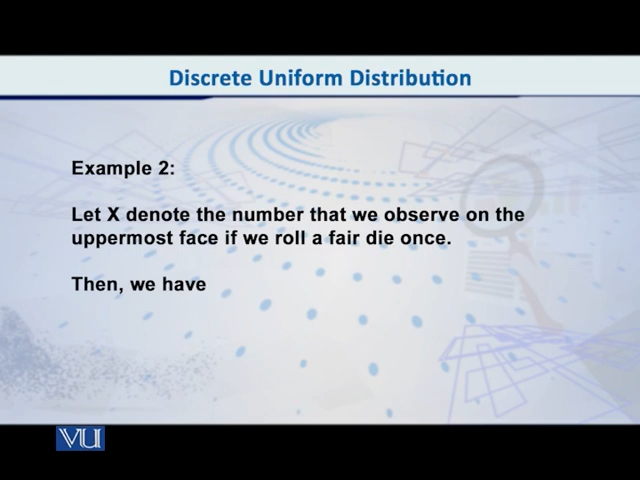 Discrete Uniform Distribution
Example 2:
Let X denote the number that we observe on the
uppermost face if we roll a fair die once.
Then, we have
VU